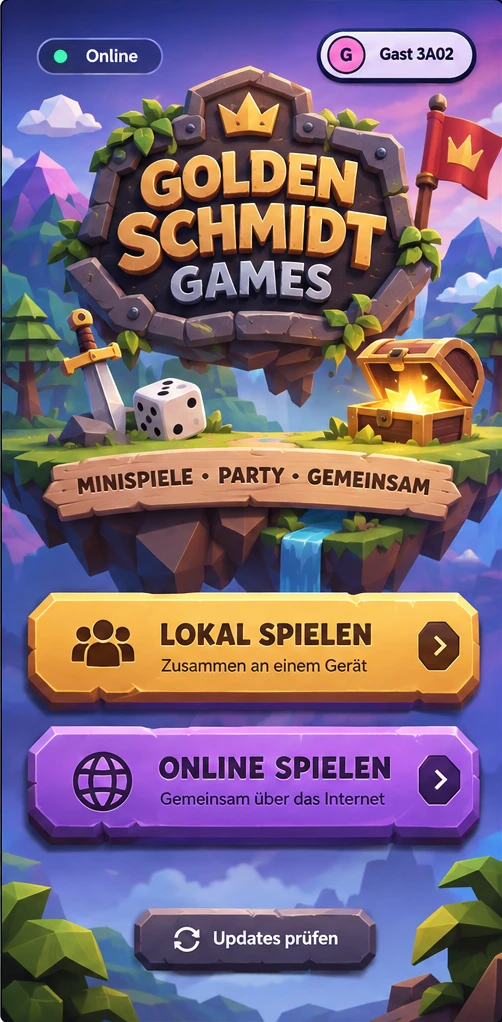 Online
G Gast 3A02
GOLDEN
SCHMIDT
GAMES
MINISPIELE • PARTY • GEMEINSAM
LOKAL SPIELEN
Zusammen an einem Gerät
ONLINE SPIELEN
Gemeinsam über das Internet
Updates prüfen